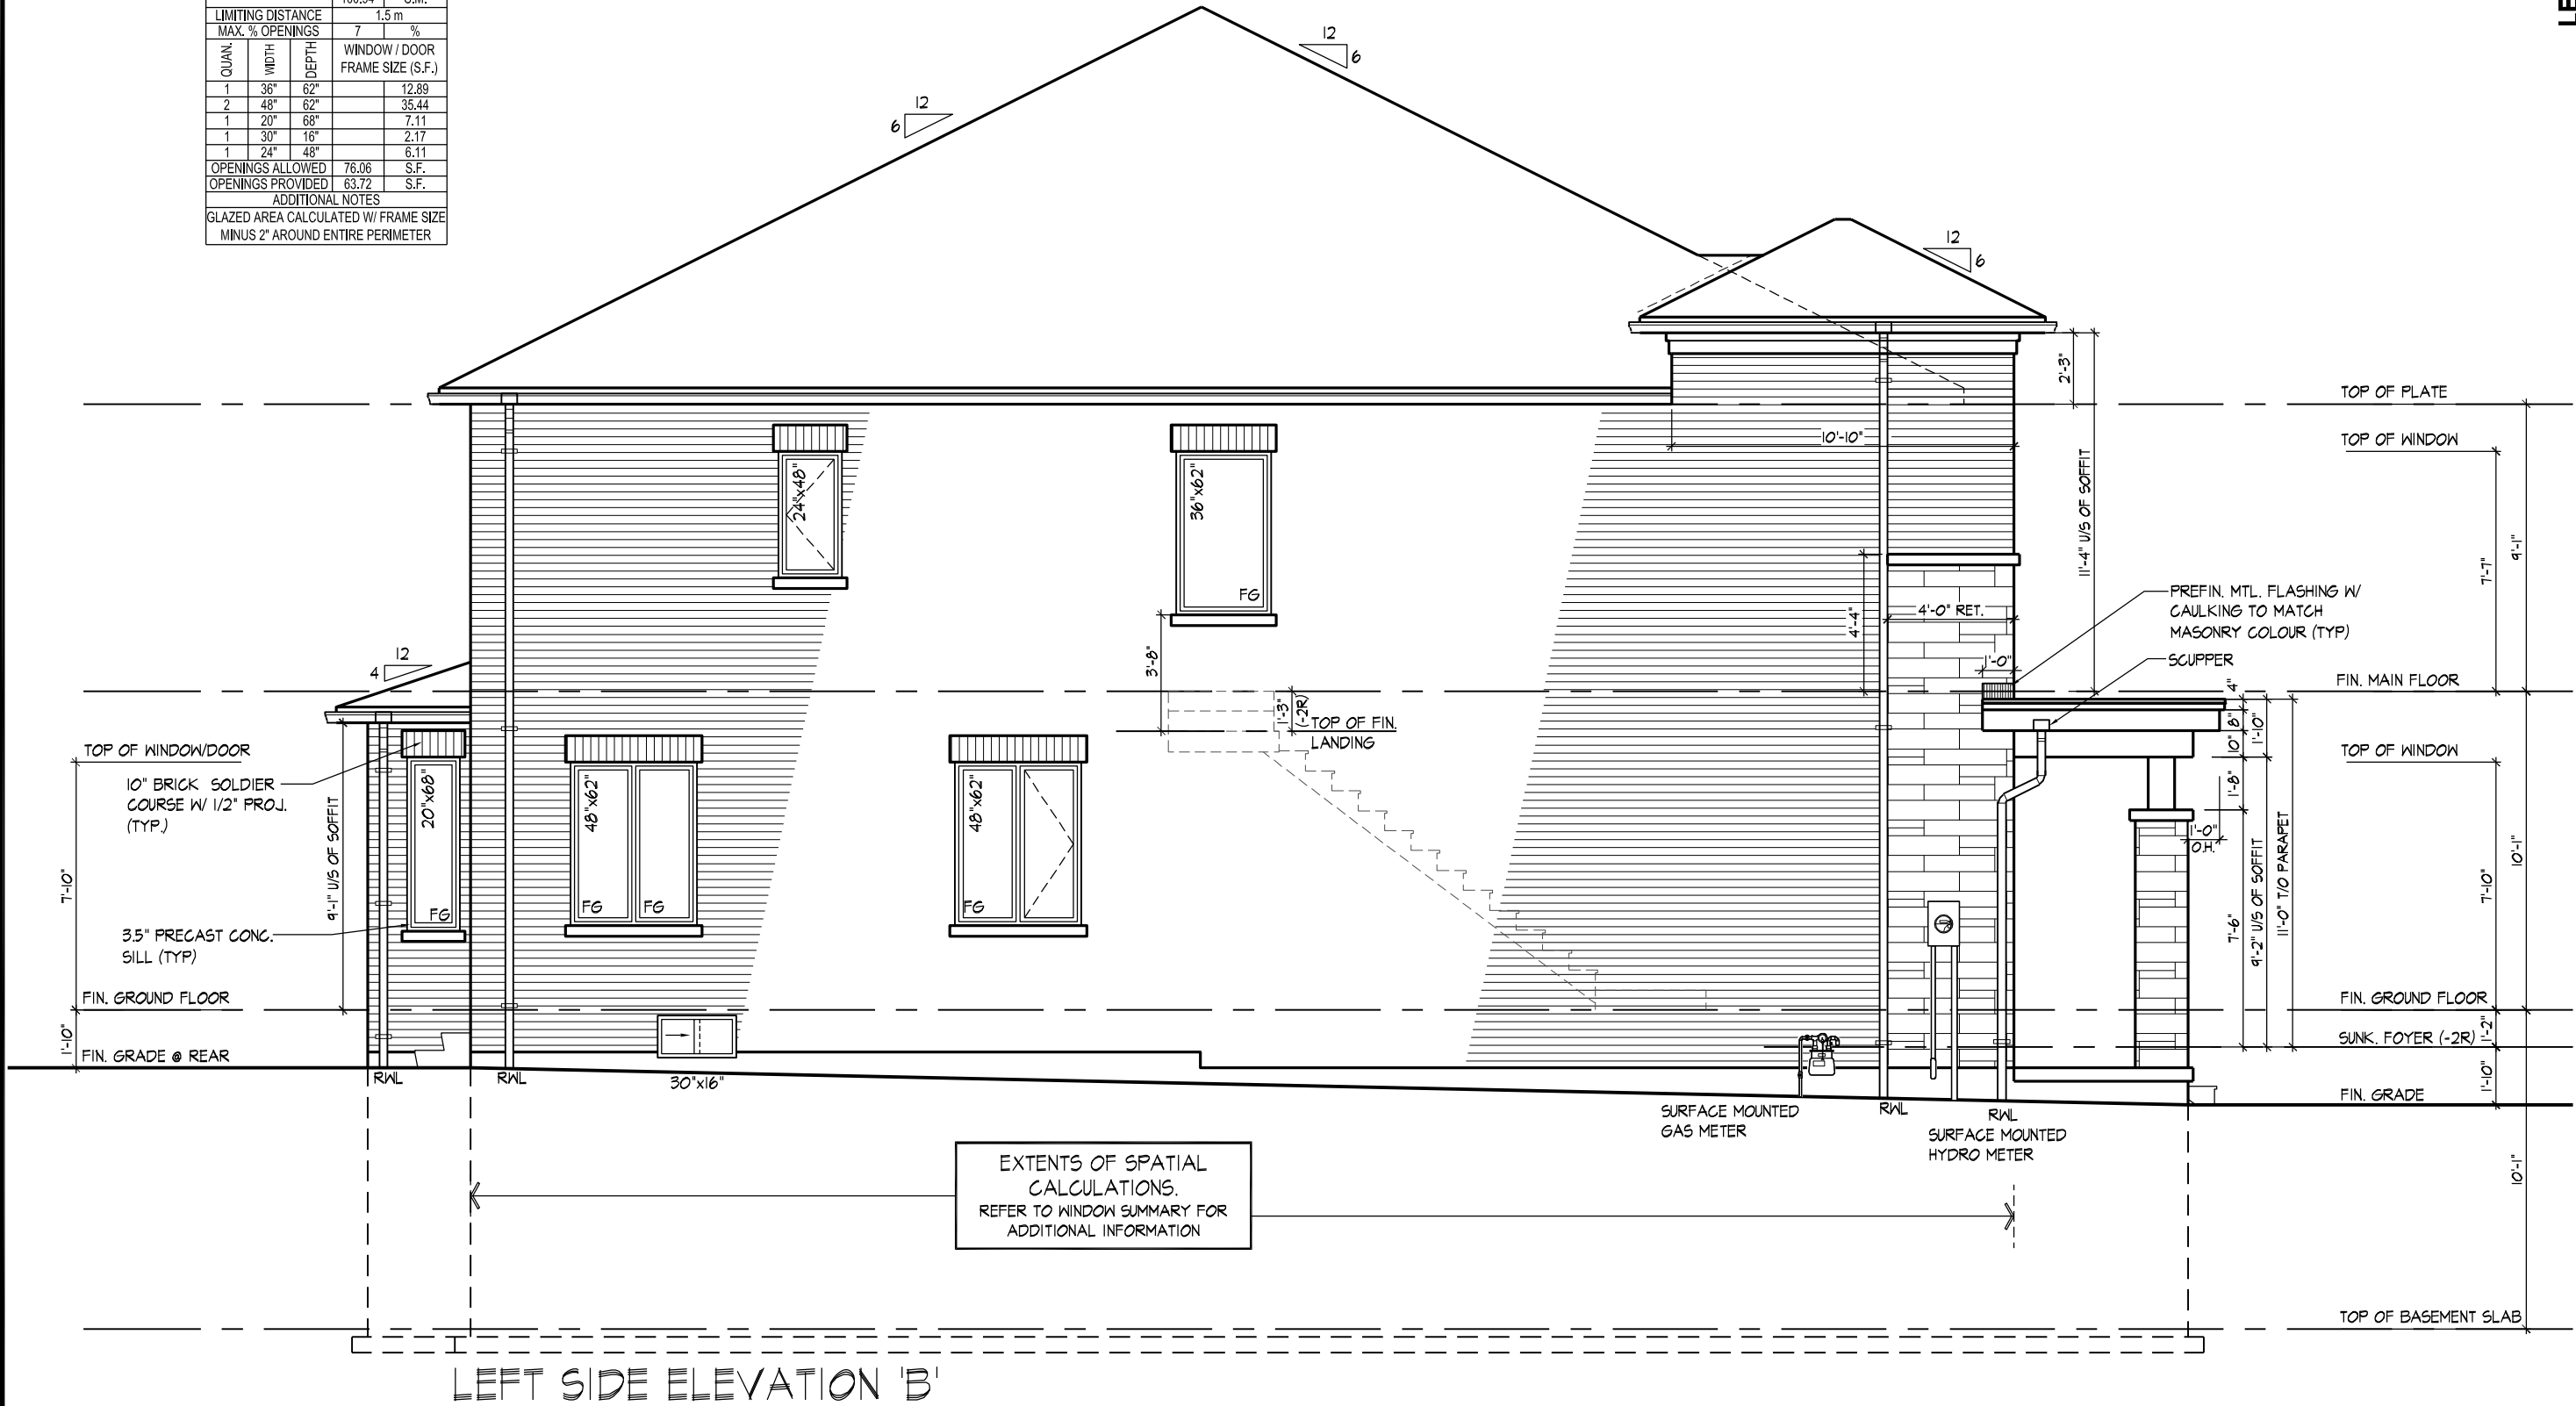 S.M.
LIMITING DISTANCE 1.5 m
MAX. % OPENINGS 7 %
QUAN. WIDTH DEPTH WINDOW / DOOR
FRAME SIZE (S.F.)
1 36" 62" 12.89
2 48" 62" 35.44
1 20" 68" 7.11
1 30" 16" 2.17
1 24" 48" 6.11
OPENINGS ALLOWED 76.06 S.F.
OPENINGS PROVIDED 63.72 S.F.
ADDITIONAL NOTES
GLAZED AREA CALCULATED W/ FRAME SIZE
MINUS 2" AROUND ENTIRE PERIMETER
12
6
12
6
12
6
2'-3"
TOP OF PLATE
TOP OF WINDOW
10'-10"
11'-4" U/S OF SOFFIT
24"x48"
36"x62"
FG
7'-7"
9'-1"
4'-4"
4'-0" RET.
PREFIN. MTL. FLASHING W/
CAULKING TO MATCH
MASONRY COLOUR (TYP)
SCUPPER
1'-0"
3'-8"
12
4
FIN. MAIN FLOOR
4"
8"
10"
1'-10"
1'-8"
1'-3"
(-2R)
TOP OF FIN.
LANDING
TOP OF WINDOW/DOOR
TOP OF WINDOW
10" BRICK SOLDIER
COURSE W/ 1/2" PROJ.
(TYP.)
20"x68"
FG
48"x62"
FG
FG
48"x62"
FG
1'-0"
O.H.
7'-10"
9'-1" U/S OF SOFFIT
7'-6"
9'-2" U/S OF SOFFIT
11'-0" T/O PARAPET
7'-10"
10'-1"
3.5" PRECAST CONC.
SILL (TYP)
FIN. GROUND FLOOR
FIN. GROUND FLOOR
1'-10"
1'-2"
SUNK. FOYER (-2R)
FIN. GRADE @ REAR
1'-10"
FIN. GRADE
RWL
RWL
30"x16"
SURFACE MOUNTED
GAS METER
RWL
RWL
SURFACE MOUNTED
HYDRO METER
EXTENTS OF SPATIAL
CALCULATIONS.
REFER TO WINDOW SUMMARY FOR
ADDITIONAL INFORMATION
10'-1"
TOP OF BASEMENT SLAB
LEFT SIDE ELEVATION 'B'